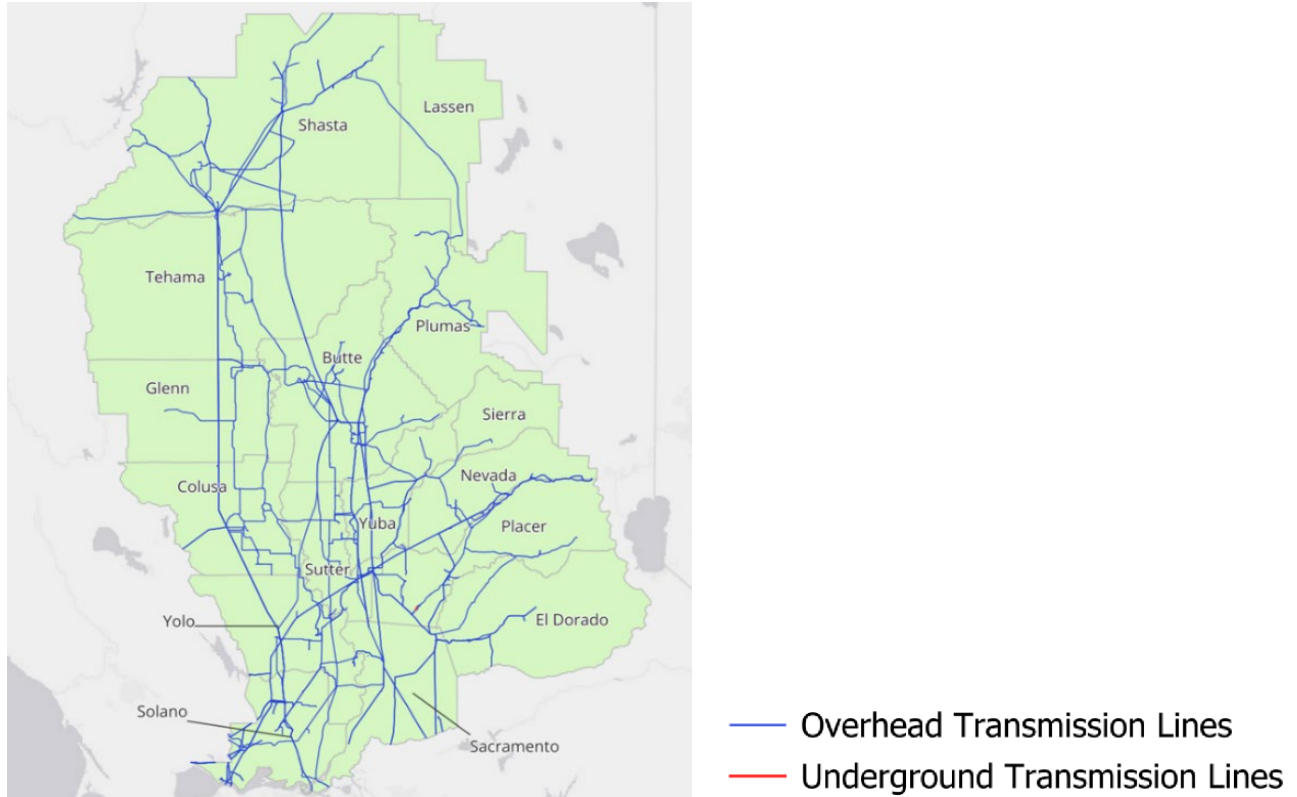 Lassen
Shasta
Tehama
Plumas
Butte
Glenn
Sierra
Nevada
Colusa
Yuba
Placer
Sutter
Yolo
El Dorado
Solano
Sacramento
Overhead Transmission Lines
Underground Transmission Lines